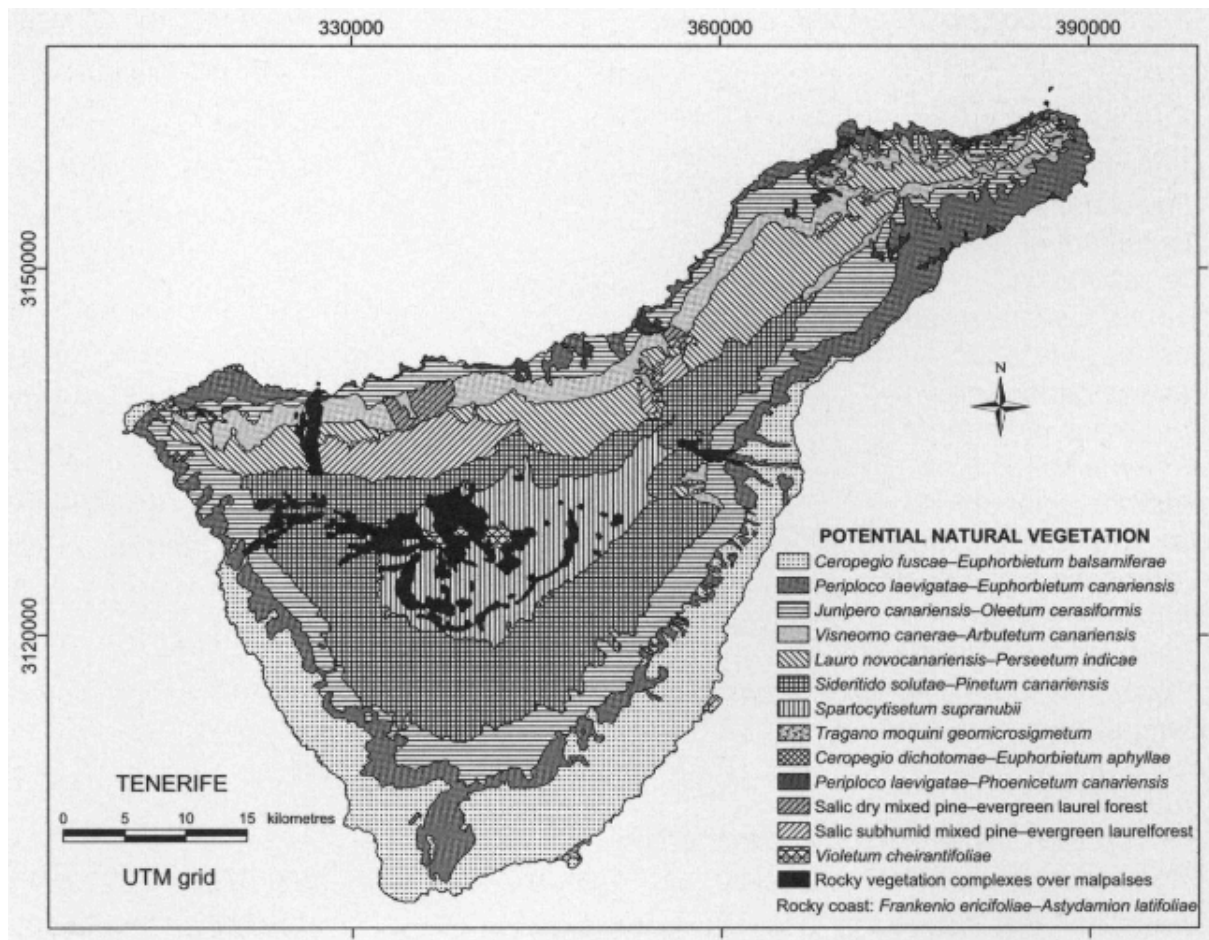 330000 360000 390000
3150000
3120000
N
POTENTIAL NATURAL VEGETATION
Ceropegio fuscae–Euphorbietum balsamiferae
Periploco laevigatae–Euphorbietum canariensis
Junipero canariensis–Oleetum cerasiformis
Visneomo canerae–Arbutetum canariensis
Lauro novocanariensis–Perseetum indicae
Sideritido solutae–Pinetum canariensis
Spartocytisetum supranubii
Tragano moquini geomicrosigmetum
Ceropegio dichotomae–Euphorbietum aphyllae
Periploco laevigatae–Phoenicetum canariensis
Salic dry mixed pine–evergreen laurel forest
Salic subhumid mixed pine–evergreen laurelforest
Violetum cheirantifoliae
Rocky vegetation complexes over malpaíses
Rocky coast: Frankenio ericifoliae–Astydamion latifoliae
TENERIFE
0 5 10 15 kilometres
UTM grid